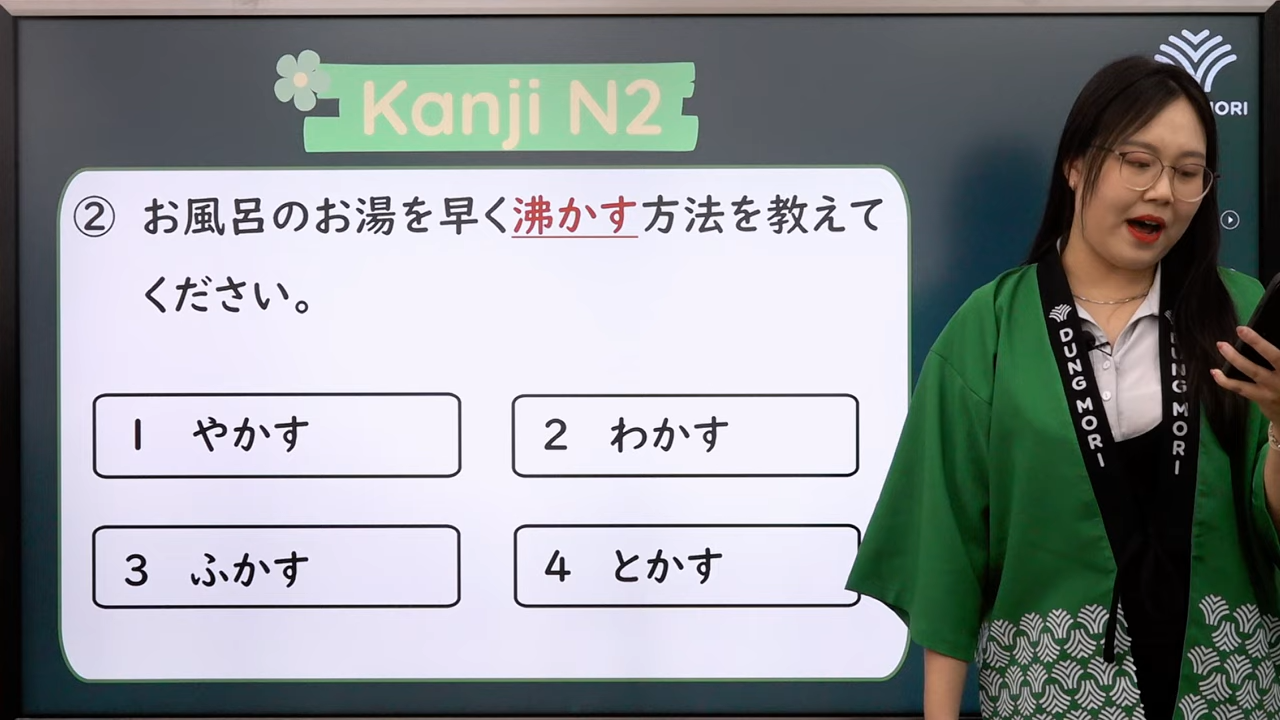 Kanji N2
② お風呂のお湯を早く沸かす方法を教えて
ください。
1 やかす
2 わかす
3 ふかす
4 とかす
MORI
DUNG MORI
DUNG MORI